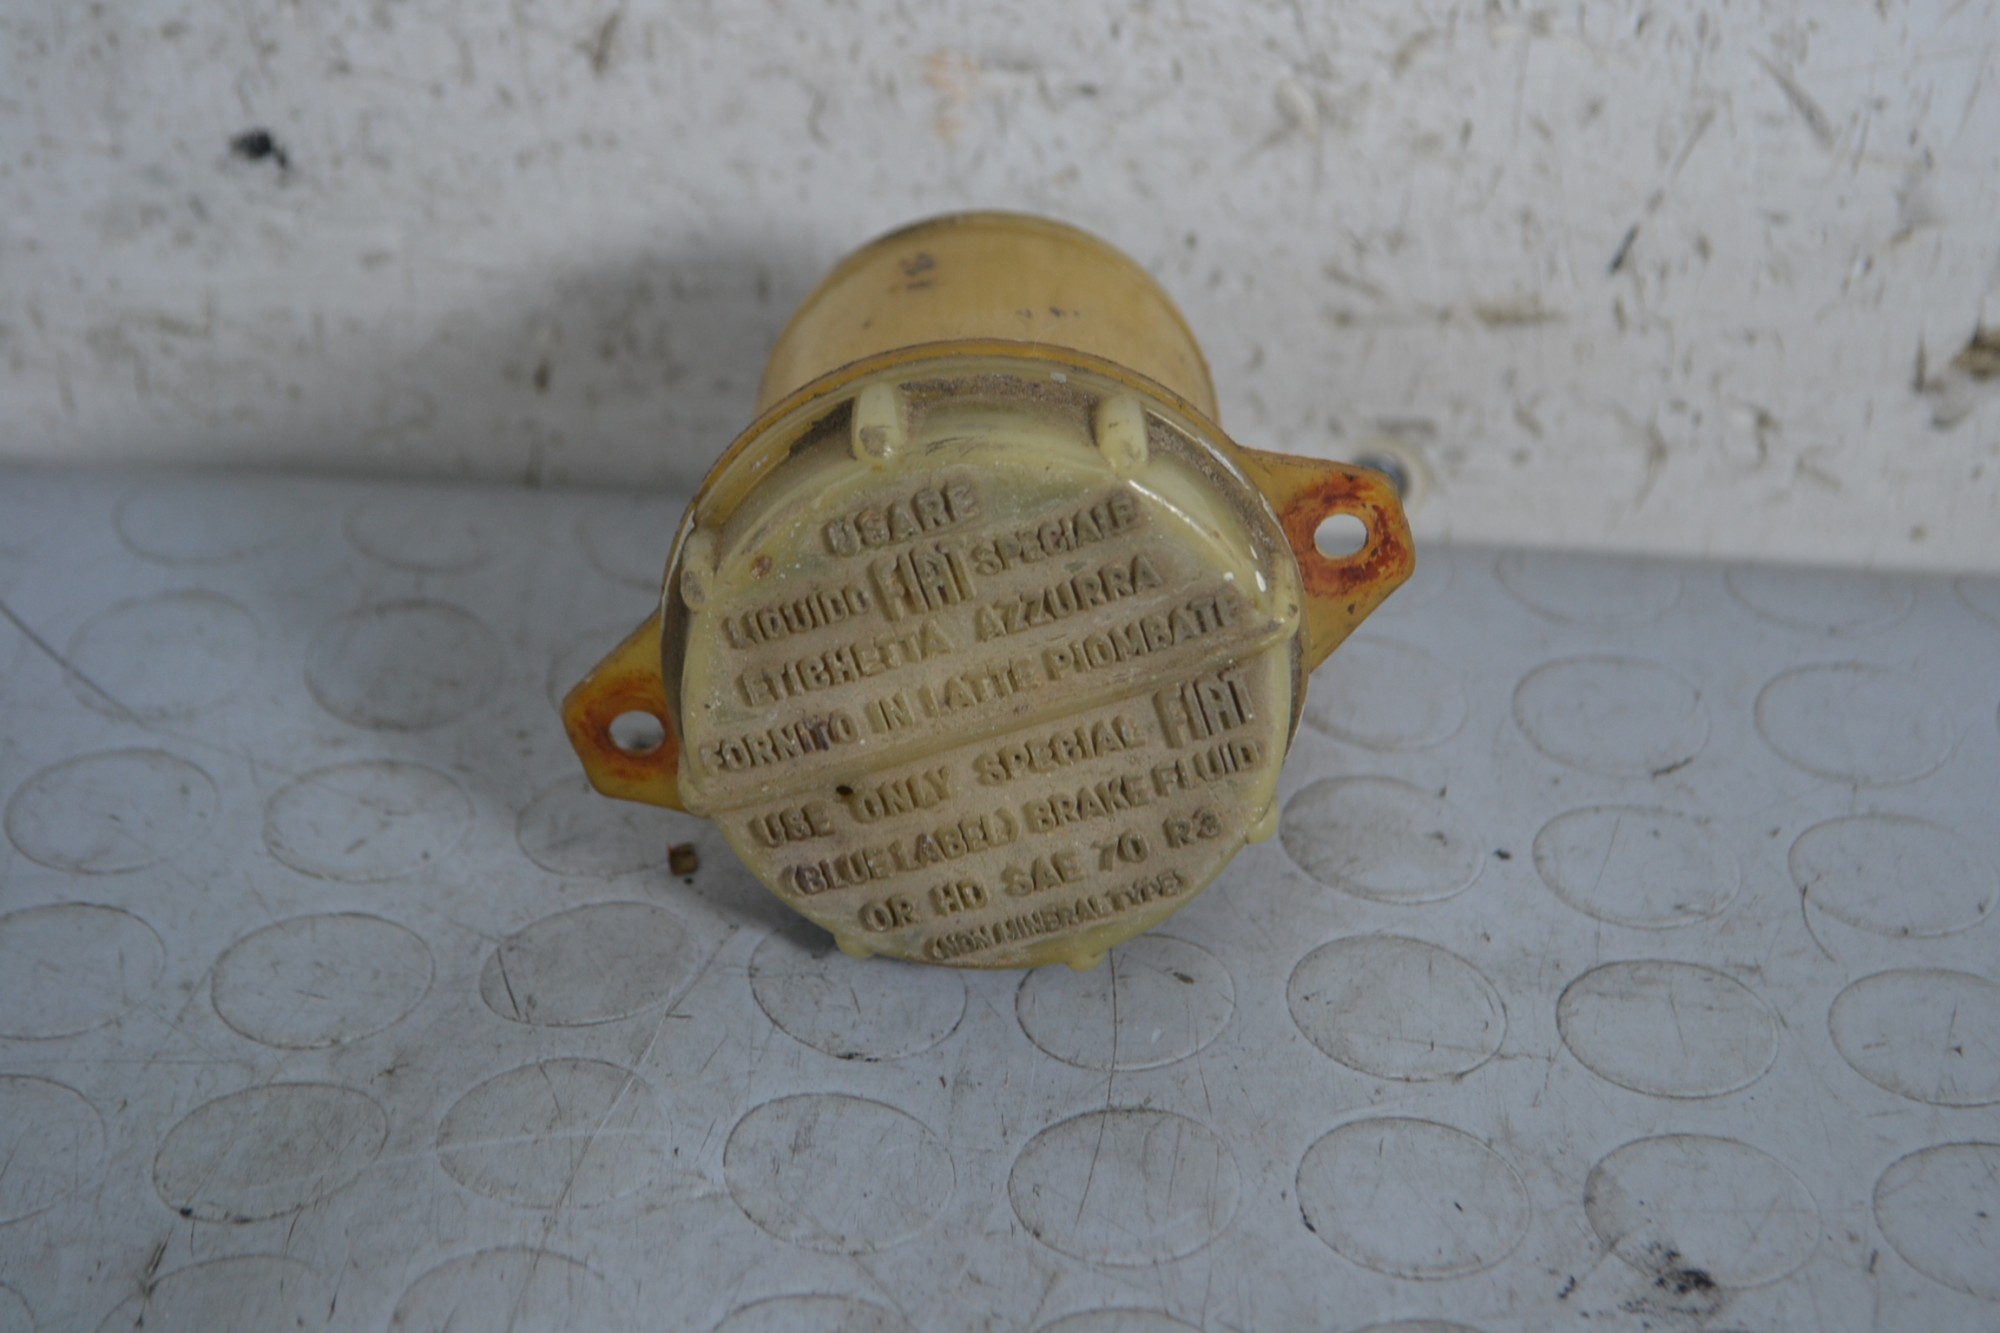 USARE
LIQUIDO FIAT SPECIALE
ETICHETTA AZZURRA
FORNITO IN LATTE PIOMBATE
USE ONLY SPECIAL FIAT
(BLUE LABEL) BRAKE FLUID
OR HD SAE 70 R3
(NON MINERAL TYPE)